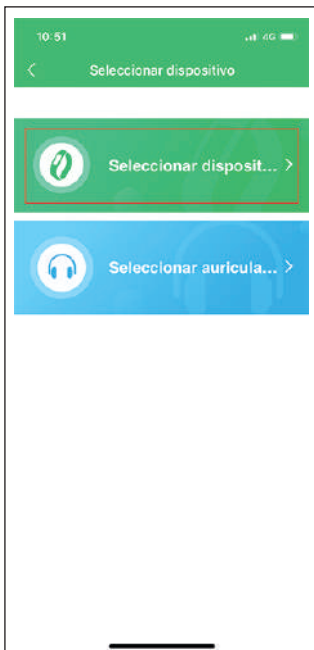 10:51
4G
Seleccionar dispositivo
Seleccionar disposit...
Seleccionar auricula...